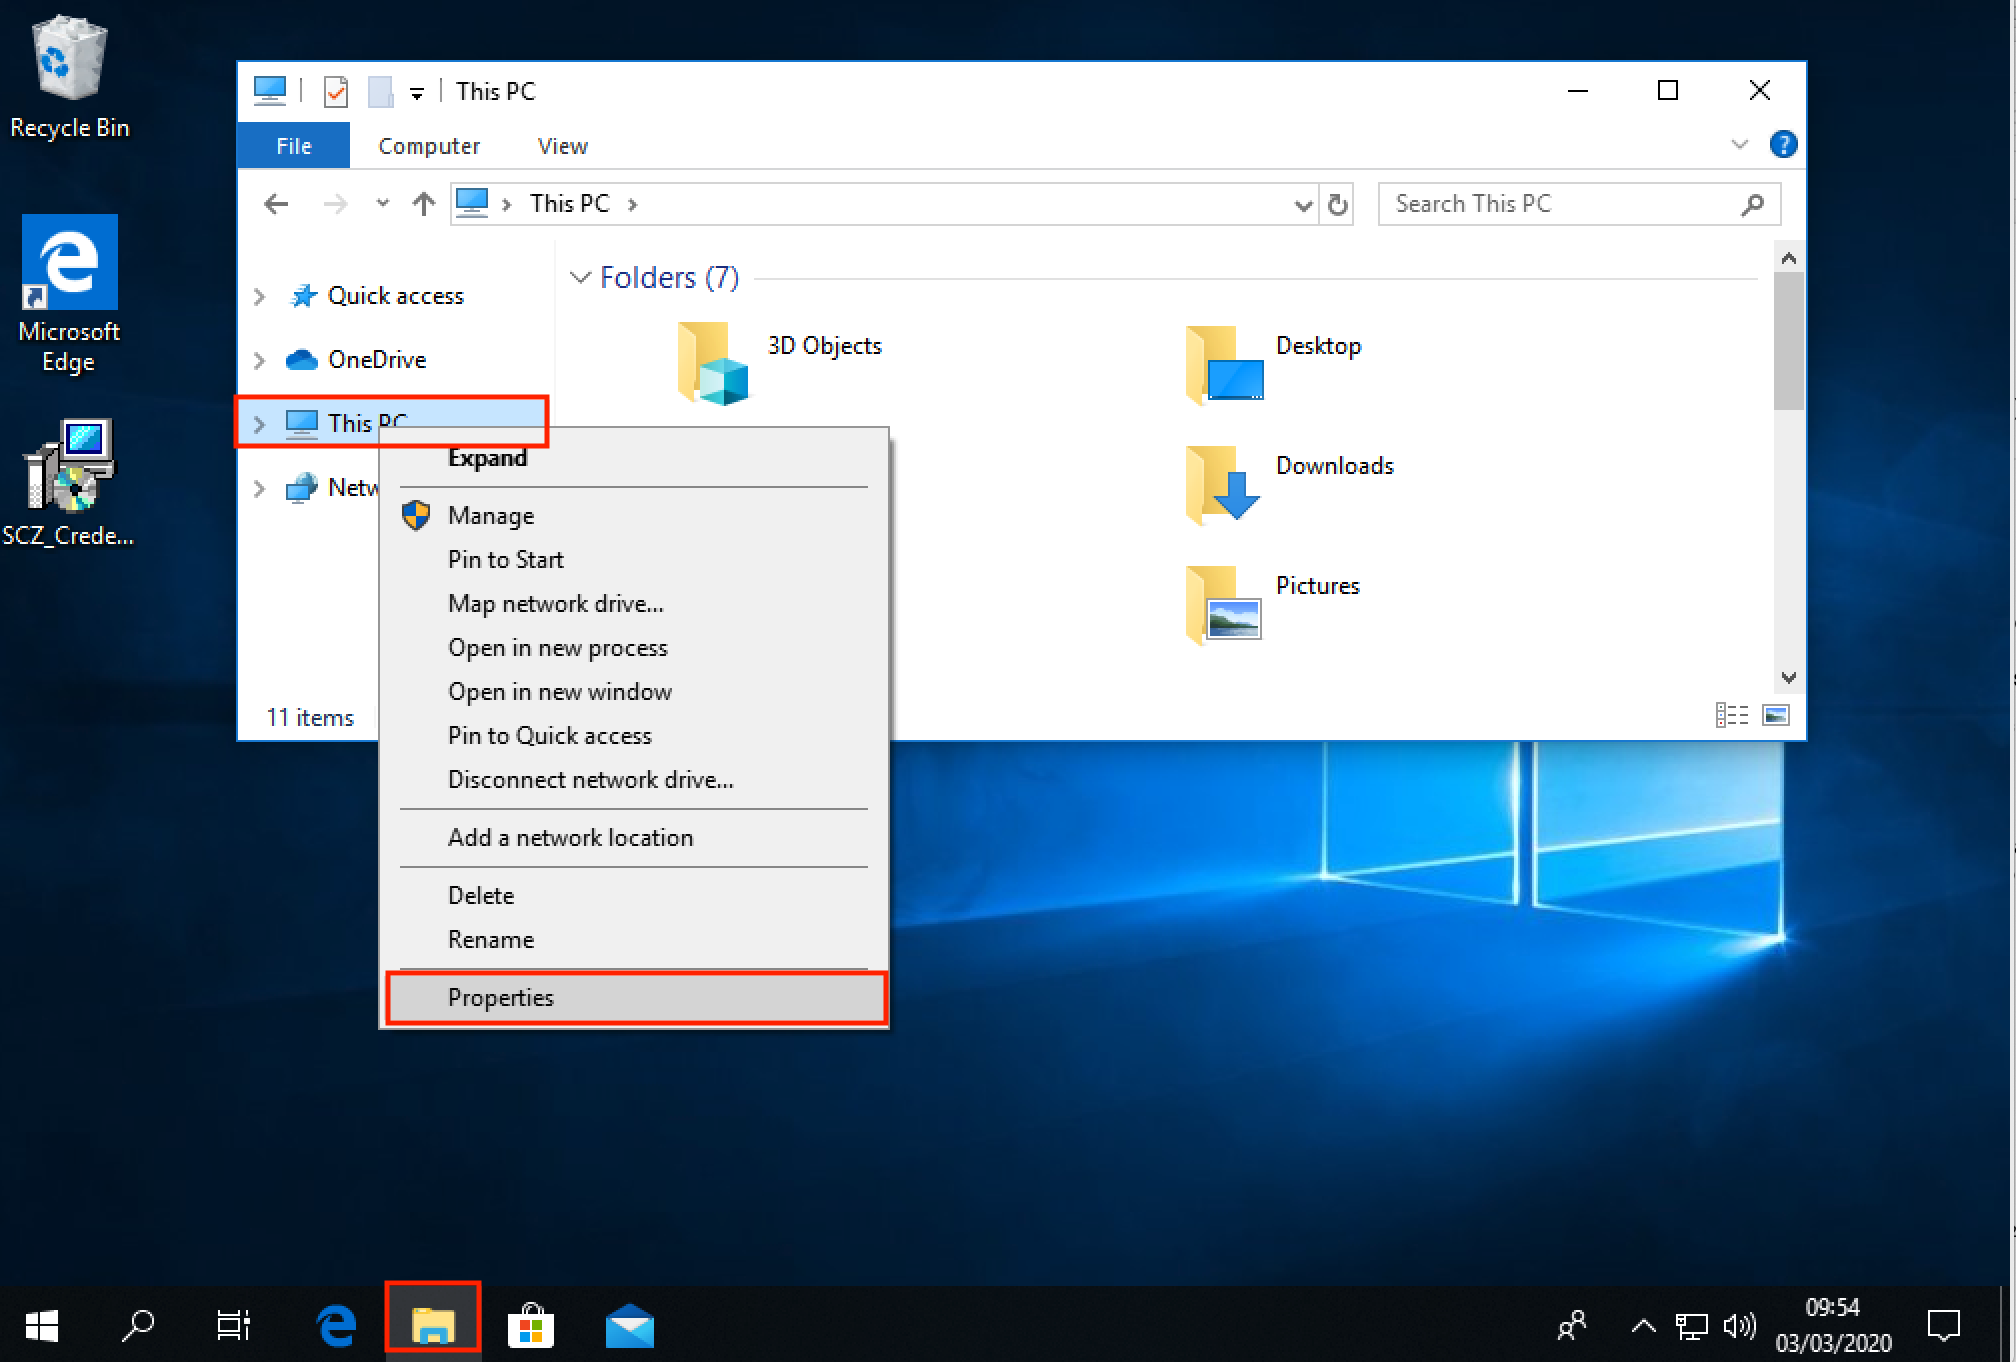 Recycle Bin
Microsoft
Edge
SCZ_Crede...
This PC
File
Computer
View
This PC
Search This PC
Quick access
OneDrive
This PC
Netw
Folders (7)
3D Objects
Desktop
Downloads
Pictures
11 items
Expand
Manage
Pin to Start
Map network drive...
Open in new process
Open in new window
Pin to Quick access
Disconnect network drive...
Add a network location
Delete
Rename
Properties
09:54
03/03/2020